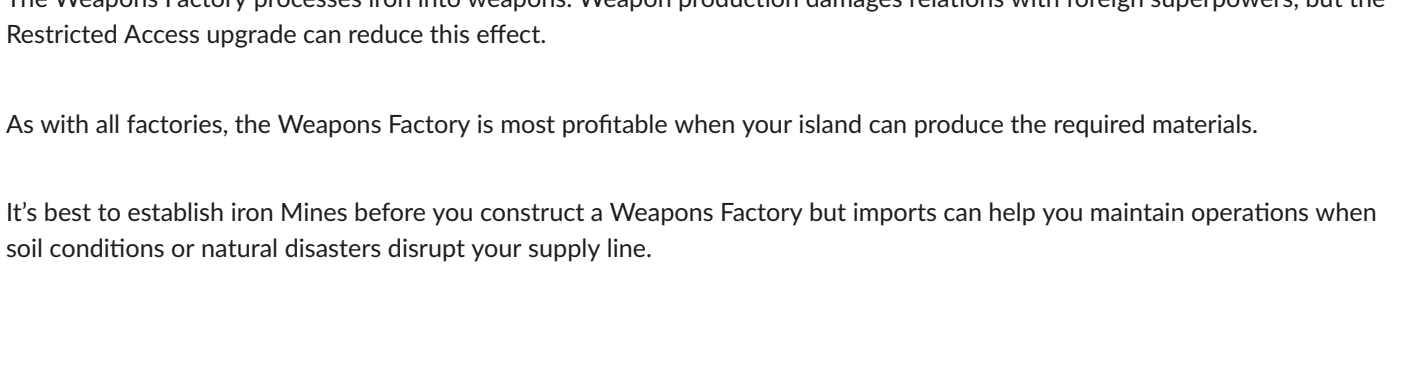 The Weapons Factory processes iron into weapons. Weapon production damages relations with foreign superpowers, but the
Restricted Access upgrade can reduce this effect.
As with all factories, the Weapons Factory is most profitable when your island can produce the required materials.
It’s best to establish iron Mines before you construct a Weapons Factory but imports can help you maintain operations when
soil conditions or natural disasters disrupt your supply line.